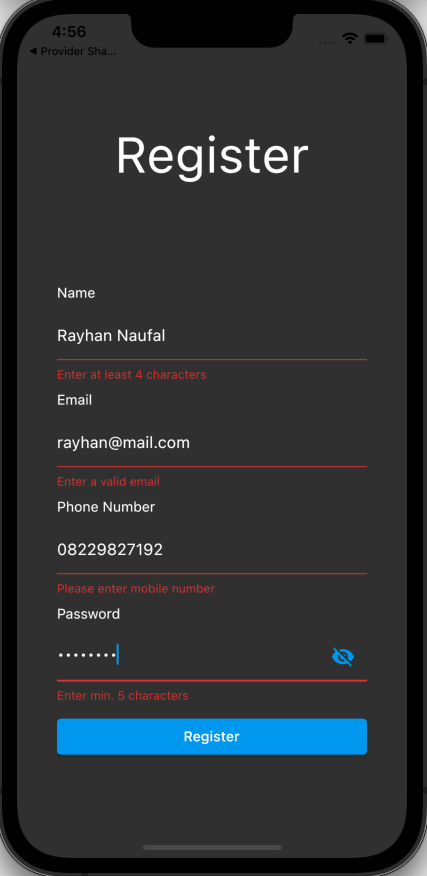 4:56
◀ Provider Sha...
Register
Name
Rayhan Naufal
Enter at least 4 characters
Email
rayhan@mail.com
Enter a valid email
Phone Number
08229827192
Please enter mobile number
Password
••••••••
Enter min. 5 characters
Register